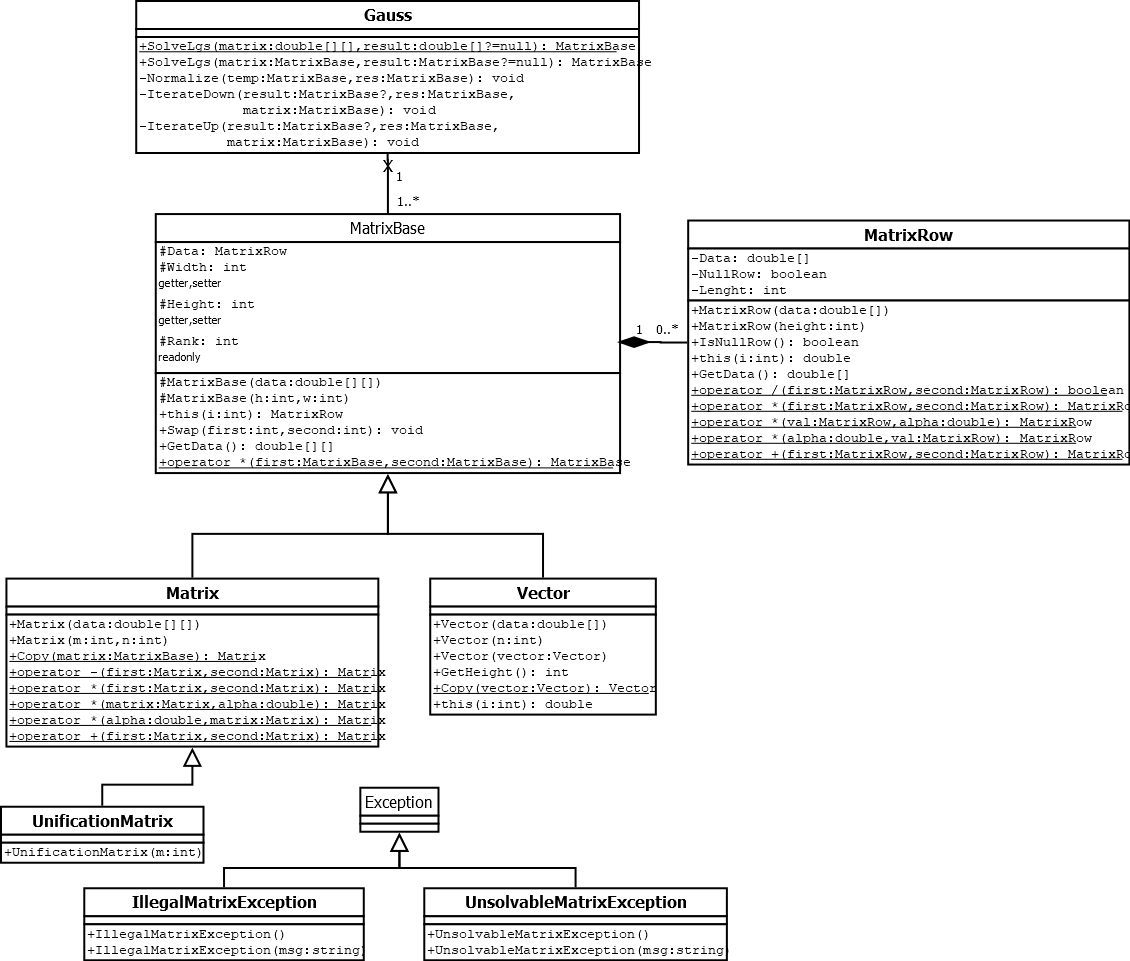 Gauss
+SolveLgs(matrix:double[][],result:double[]?=null): MatrixBase
+SolveLgs(matrix:MatrixBase,result:MatrixBase?=null): MatrixBase
-Normalize(temp:MatrixBase,res:MatrixBase): void
-IterateDown(result:MatrixBase?,res:MatrixBase,
matrix:MatrixBase): void
-IterateUp(result:MatrixBase?,res:MatrixBase,
matrix:MatrixBase): void
X
1
1..*
MatrixBase
#Data: MatrixRow
#Width: int
getter,setter
#Height: int
getter,setter
#Rank: int
readonly
#MatrixBase(data:double[][])
#MatrixBase(h:int,w:int)
+this(i:int): MatrixRow
+Swap(first:int,second:int): void
+GetData(): double[][]
+operator *(first:MatrixBase,second:MatrixBase): MatrixBase
1 0..*
MatrixRow
-Data: double[]
-NullRow: boolean
-Lenght: int
+MatrixRow(data:double[])
+MatrixRow(height:int)
+IsNullRow(): boolean
+this(i:int): double
+GetData(): double[]
+operator /(first:MatrixRow,second:MatrixRow): boolean
+operator *(first:MatrixRow,second:MatrixRow): MatrixRo
+operator *(val:MatrixRow,alpha:double): MatrixRow
+operator *(alpha:double,val:MatrixRow): MatrixRow
+operator +(first:MatrixRow,second:MatrixRow): MatrixRo
Matrix
+Matrix(data:double[][])
+Matrix(m:int,n:int)
+Copy(matrix:MatrixBase): Matrix
+operator -(first:Matrix,second:Matrix): Matrix
+operator *(first:Matrix,second:Matrix): Matrix
+operator *(matrix:Matrix,alpha:double): Matrix
+operator *(alpha:double,matrix:Matrix): Matrix
+operator +(first:Matrix,second:Matrix): Matrix
Vector
+Vector(data:double[])
+Vector(n:int)
+Vector(vector:Vector)
+GetHeight(): int
+Copy(vector:Vector): Vector
+this(i:int): double
UnificationMatrix
+UnificationMatrix(m:int)
Exception
IllegalMatrixException
+IllegalMatrixException()
+IllegalMatrixException(msg:string)
UnsolvableMatrixException
+UnsolvableMatrixException()
+UnsolvableMatrixException(msg:string)